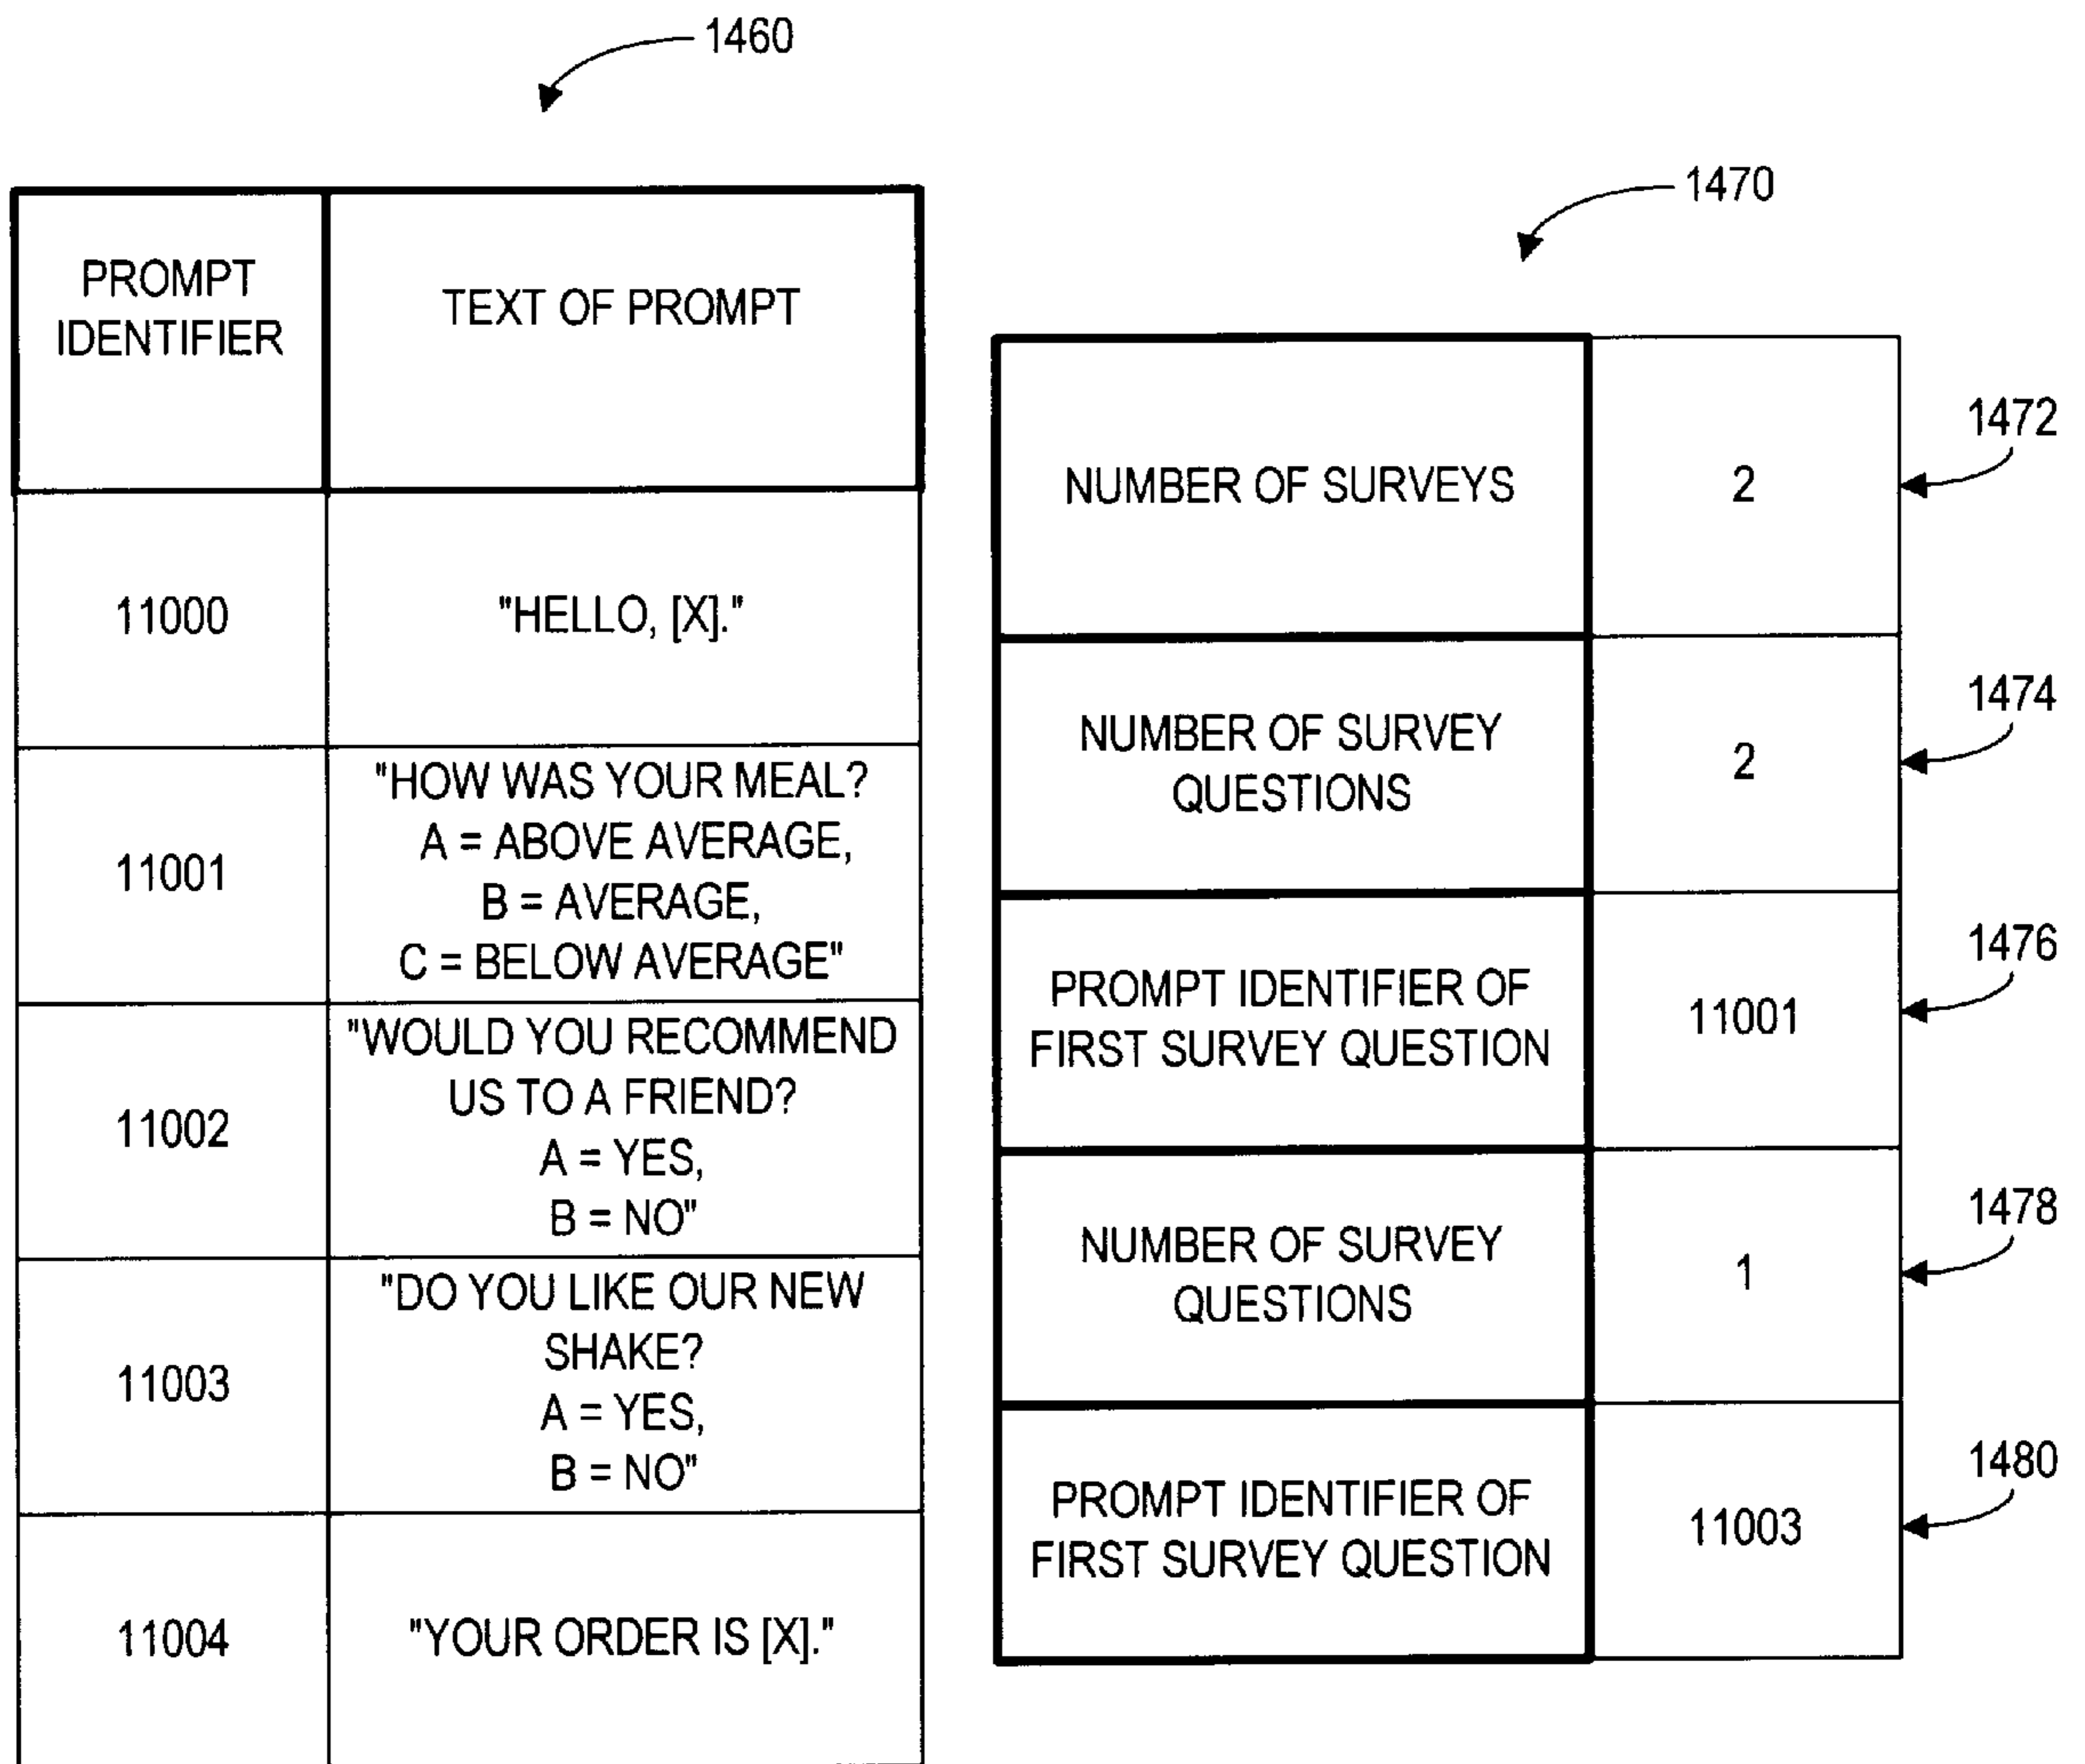 1460
PROMPT
IDENTIFIER
TEXT OF PROMPT
11000
"HELLO, [X]."
11001
"HOW WAS YOUR MEAL?
A = ABOVE AVERAGE,
B = AVERAGE,
C = BELOW AVERAGE"
11002
"WOULD YOU RECOMMEND
US TO A FRIEND?
A = YES,
B = NO"
11003
"DO YOU LIKE OUR NEW
SHAKE?
A = YES,
B = NO"
11004
"YOUR ORDER IS [X]."
1470
NUMBER OF SURVEYS
2
1472
NUMBER OF SURVEY
QUESTIONS
2
1474
PROMPT IDENTIFIER OF
FIRST SURVEY QUESTION
11001
1476
NUMBER OF SURVEY
QUESTIONS
1
1478
PROMPT IDENTIFIER OF
FIRST SURVEY QUESTION
11003
1480